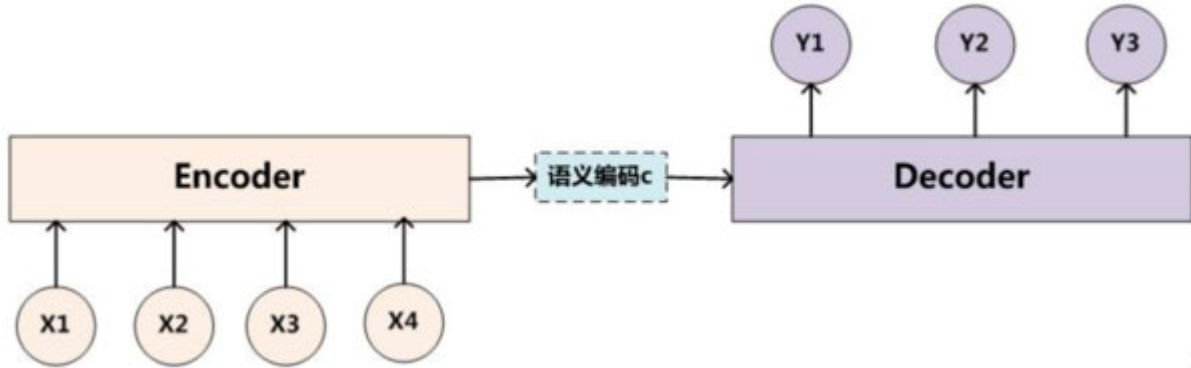 Y1
Y2
Y3
Encoder
语义编码c
Decoder
X1
X2
X3
X4